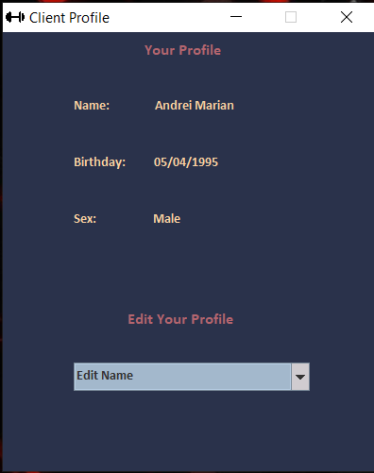 Client Profile
Your Profile
Name: Andrei Marian
Birthday: 05/04/1995
Sex: Male
Edit Your Profile
Edit Name